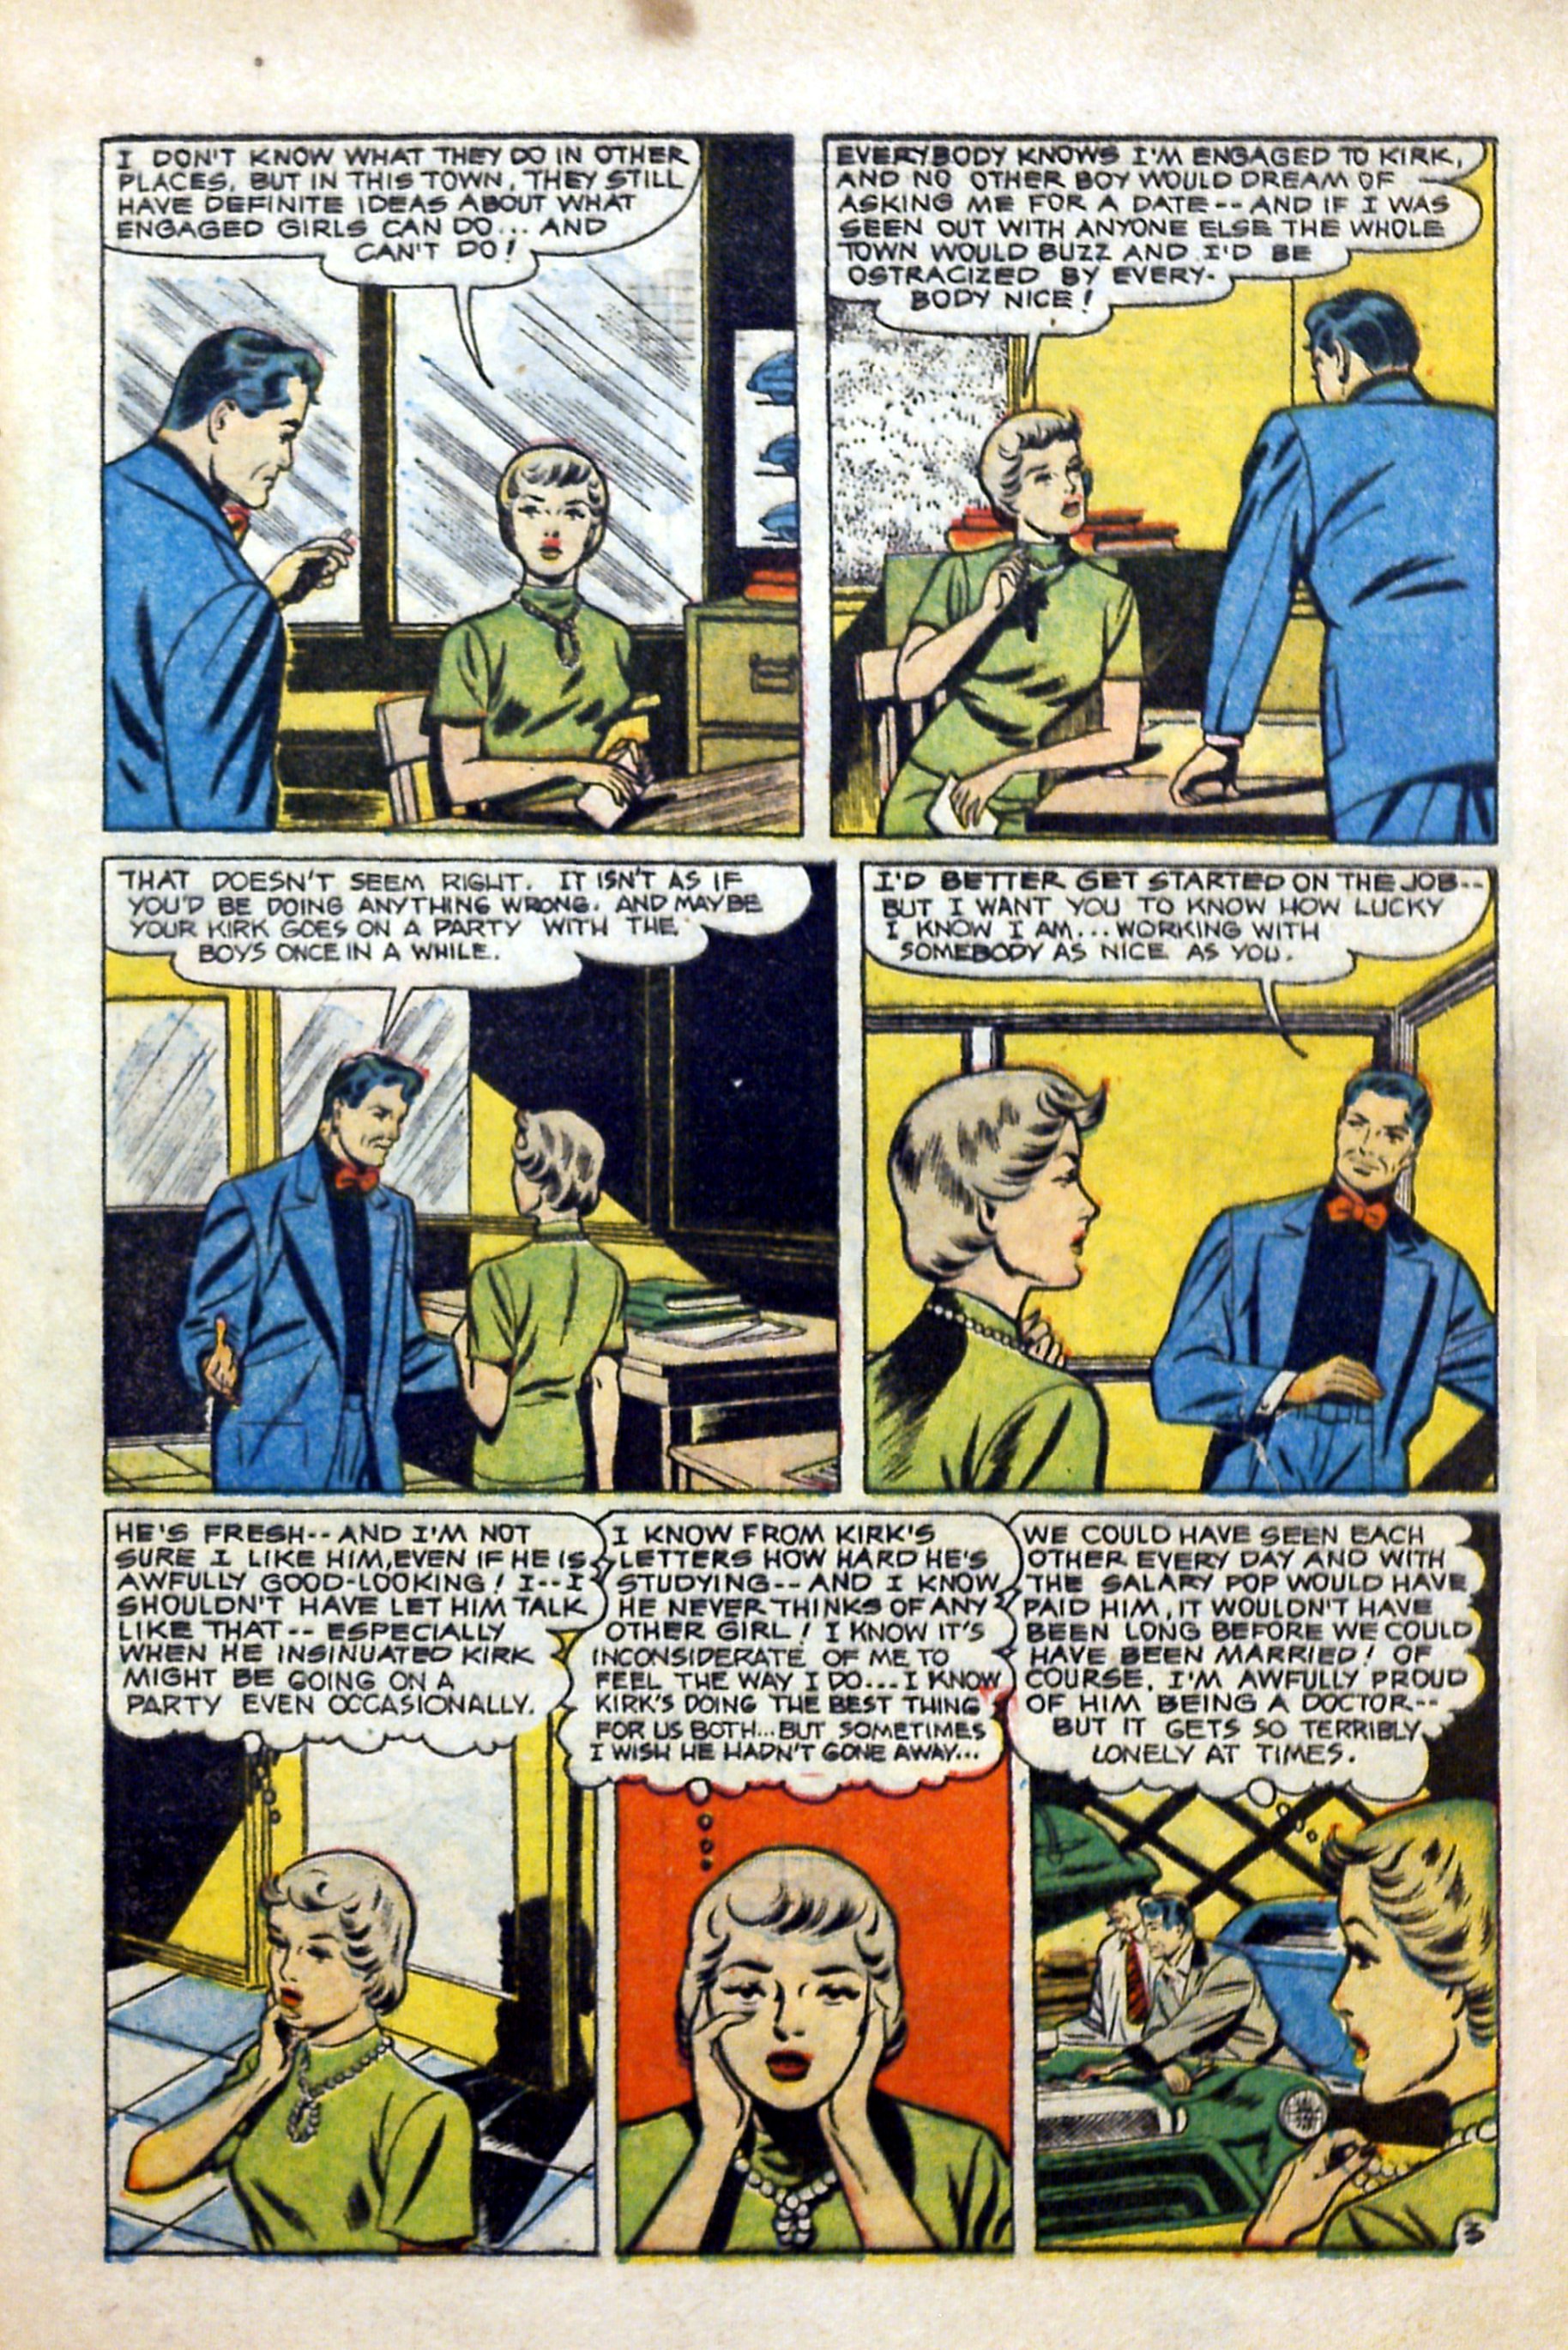 I DON'T KNOW WHAT THEY DO IN OTHER
PLACES, BUT IN THIS TOWN, THEY STILL
HAVE DEFINITE IDEAS ABOUT WHAT
ENGAGED GIRLS CAN DO... AND
CAN'T DO!
EVERYBODY KNOWS I'M ENGAGED TO KIRK,
AND NO OTHER BOY WOULD DREAM OF
ASKING ME FOR A DATE-- AND IF I WAS
SEEN OUT WITH ANYONE ELSE THE WHOLE
TOWN WOULD BUZZ AND I'D BE
OSTRACIZED BY EVERY-
BODY NICE!
THAT DOESN'T SEEM RIGHT. IT ISN'T AS IF
YOU'D BE DOING ANYTHING WRONG. AND MAYBE
YOUR KIRK GOES ON A PARTY WITH THE
BOYS ONCE IN A WHILE.
I'D BETTER GET STARTED ON THE JOB--
BUT I WANT YOU TO KNOW HOW LUCKY
I KNOW I AM... WORKING WITH
SOMEBODY AS NICE AS YOU.
HE'S FRESH-- AND I'M NOT
SURE I LIKE HIM, EVEN IF HE IS
AWFULLY GOOD-LOOKING! I--I
SHOULDN'T HAVE LET HIM TALK
LIKE THAT-- ESPECIALLY
WHEN HE INSINUATED KIRK
MIGHT BE GOING ON A
PARTY EVEN OCCASIONALLY.
I KNOW FROM KIRK'S
LETTERS HOW HARD HE'S
STUDYING-- AND I KNOW
HE NEVER THINKS OF ANY
OTHER GIRL! I KNOW IT'S
INCONSIDERATE OF ME TO
FEEL THE WAY I DO... I KNOW
KIRK'S DOING THE BEST THING
FOR US BOTH... BUT SOMETIMES
I WISH HE HADN'T GONE AWAY...
WE COULD HAVE SEEN EACH
OTHER EVERY DAY AND WITH
THE SALARY POP WOULD HAVE
PAID HIM, IT WOULDN'T HAVE
BEEN LONG BEFORE WE COULD
HAVE BEEN MARRIED! OF
COURSE, I'M AWFULLY PROUD
OF HIM BEING A DOCTOR--
BUT IT GETS SO TERRIBLY
LONELY AT TIMES.
3